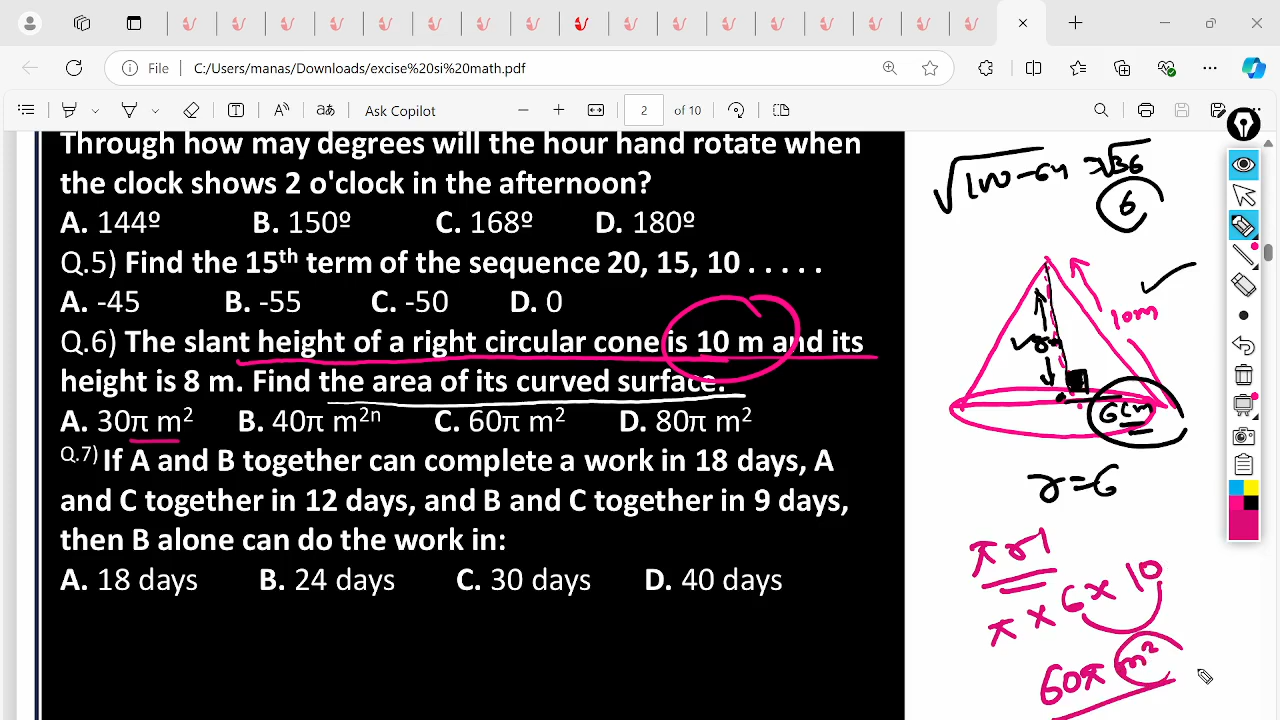 File C:/Users/manas/Downloads/excise%20si%20math.pdf
Ask Copilot
2 of 10
Through how may degrees will the hour hand rotate when
the clock shows 2 o'clock in the afternoon?
A. 144º B. 150º C. 168º D. 180º
Q.5) Find the 15th term of the sequence 20, 15, 10 . . . . .
A. -45 B. -55 C. -50 D. 0
Q.6) The slant height of a right circular cone is 10 m and its
height is 8 m. Find the area of its curved surface.
A. 30π m² B. 40π m²ⁿ C. 60π m² D. 80π m²
Q.7) If A and B together can complete a work in 18 days, A
and C together in 12 days, and B and C together in 9 days,
then B alone can do the work in:
A. 18 days B. 24 days C. 30 days D. 40 days
√100-64 = √36
6
10m
6cm
r=6
πrl
π × 6 × 10
60π m²